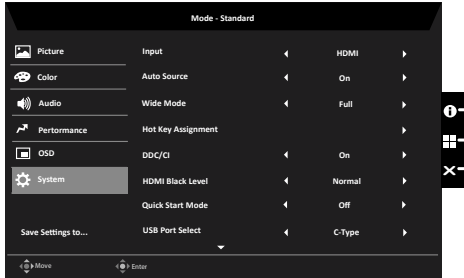 Mode - Standard
Picture
Input
HDMI
Color
Auto Source
On
Audio
Wide Mode
Full
Pertormance
Hot Key Assignment
OSD
DDC/CI
On
System
HDMI Black Level
Normal
Quick Start Mode
Off
Save Settings to...
USB Port Select
C-Type
Move
Enter